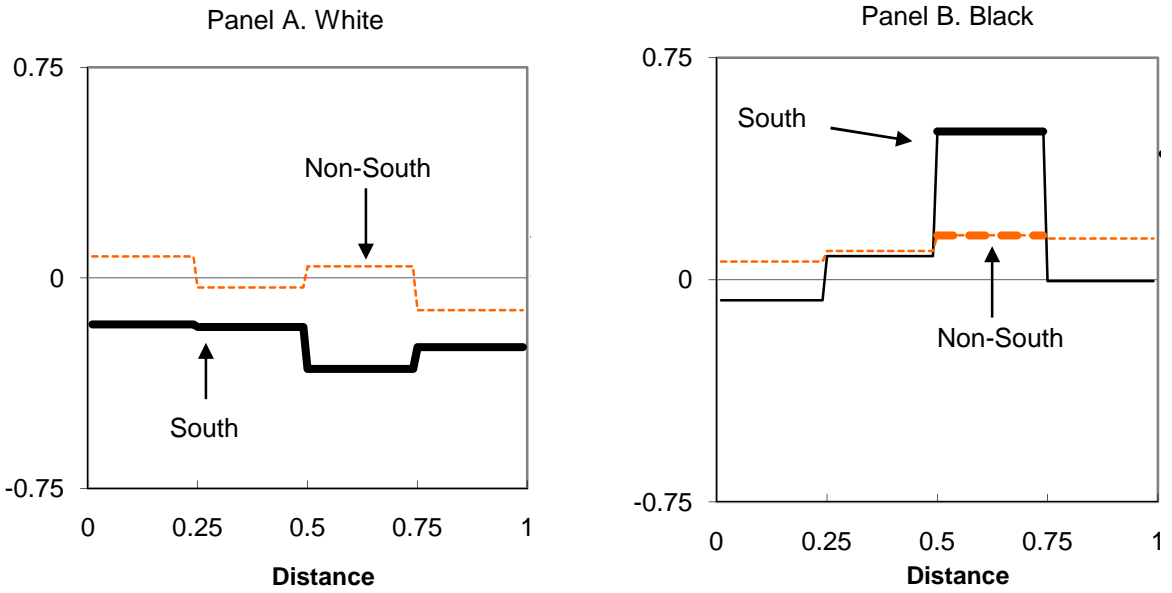 Panel A. White
0.75
Non-South
0
South
-0.75
0 0.25 0.5 0.75 1
Distance
Panel B. Black
0.75
South
0
Non-South
-0.75
0 0.25 0.5 0.75 1
Distance